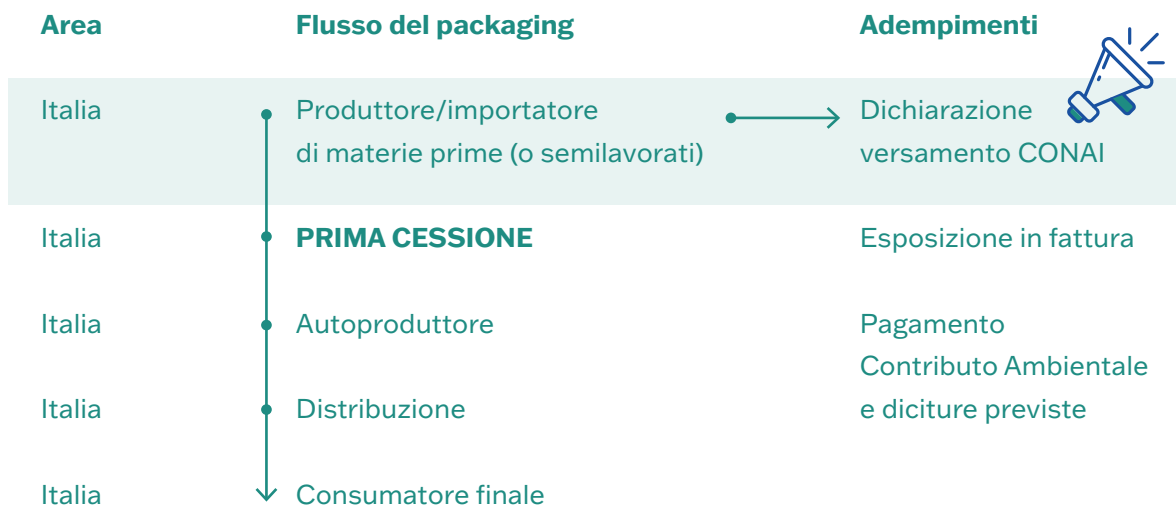 Area Flusso del packaging Adempimenti
Italia Produttore/importatore Dichiarazione
di materie prime (o semilavorati) versamento CONAI
Italia PRIMA CESSIONE Esposizione in fattura
Italia Autoproduttore Pagamento
Contributo Ambientale
Italia Distribuzione e diciture previste
Italia Consumatore finale